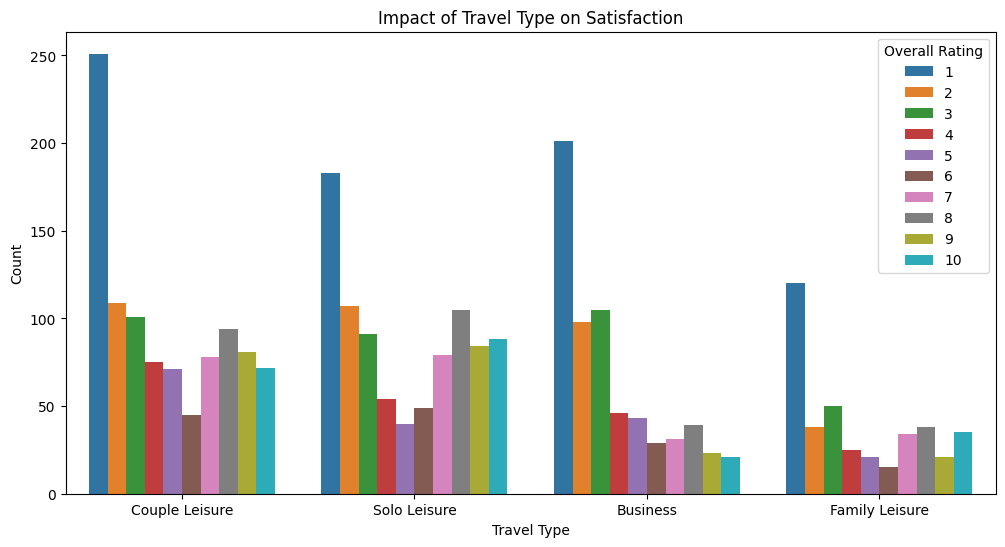 Impact of Travel Type on Satisfaction
Overall Rating
1
2
3
4
5
6
7
8
9
10
Count
250
200
150
100
50
0
Couple Leisure
Solo Leisure
Business
Family Leisure
Travel Type